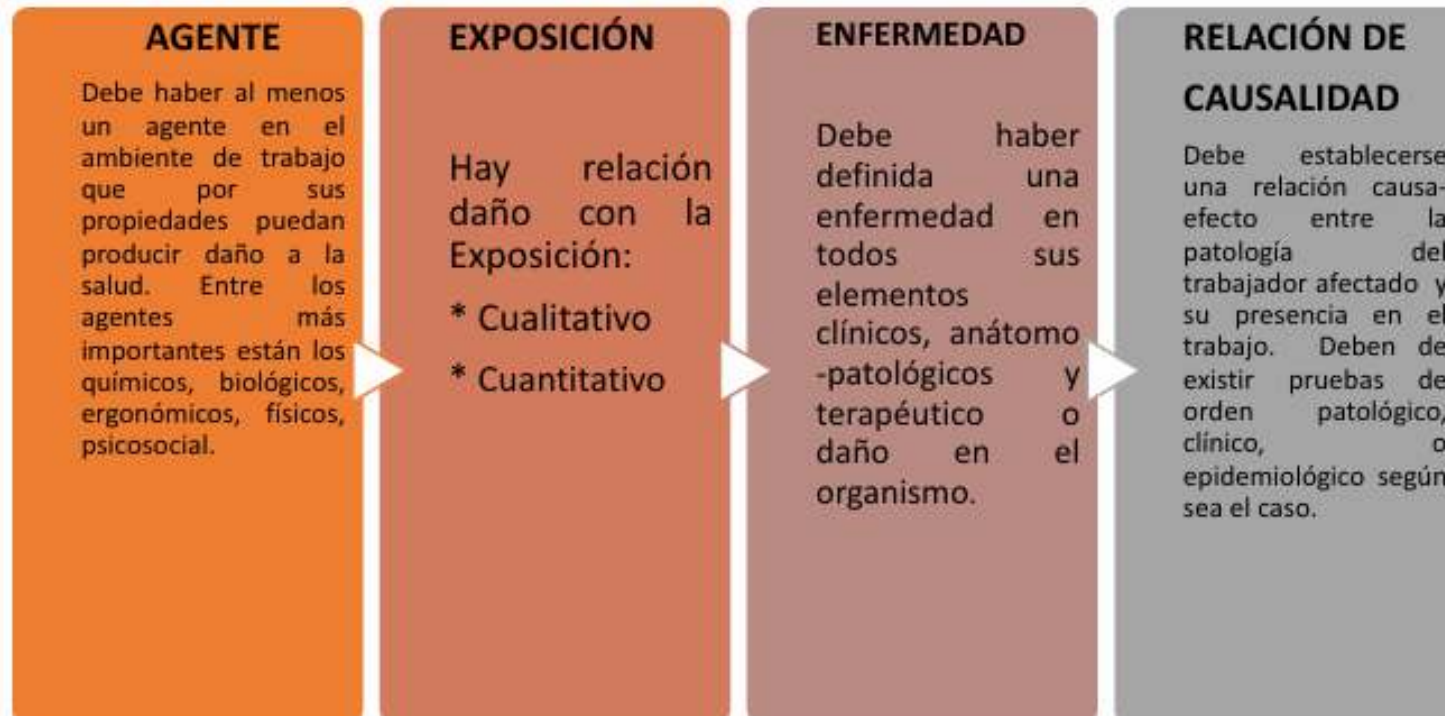 AGENTE
Debe haber al menos
un agente en el
ambiente de trabajo
que por sus
propiedades puedan
producir daño a la
salud. Entre los
agentes más
importantes están los
químicos, biológicos,
ergonómicos, físicos,
psicosocial.
EXPOSICIÓN
Hay relación
daño con la
Exposición:
* Cualitativo
* Cuantitativo
ENFERMEDAD
Debe haber
definida una
enfermedad en
todos sus
elementos
clínicos, anátomo
-patológicos y
terapéutico o
daño en el
organismo.
RELACIÓN DE
CAUSALIDAD
Debe establecerse
una relación causa-
efecto entre la
patología del
trabajador afectado y
su presencia en el
trabajo. Deben de
existir pruebas de
orden patológico,
clínico, o
epidemiológico según
sea el caso.